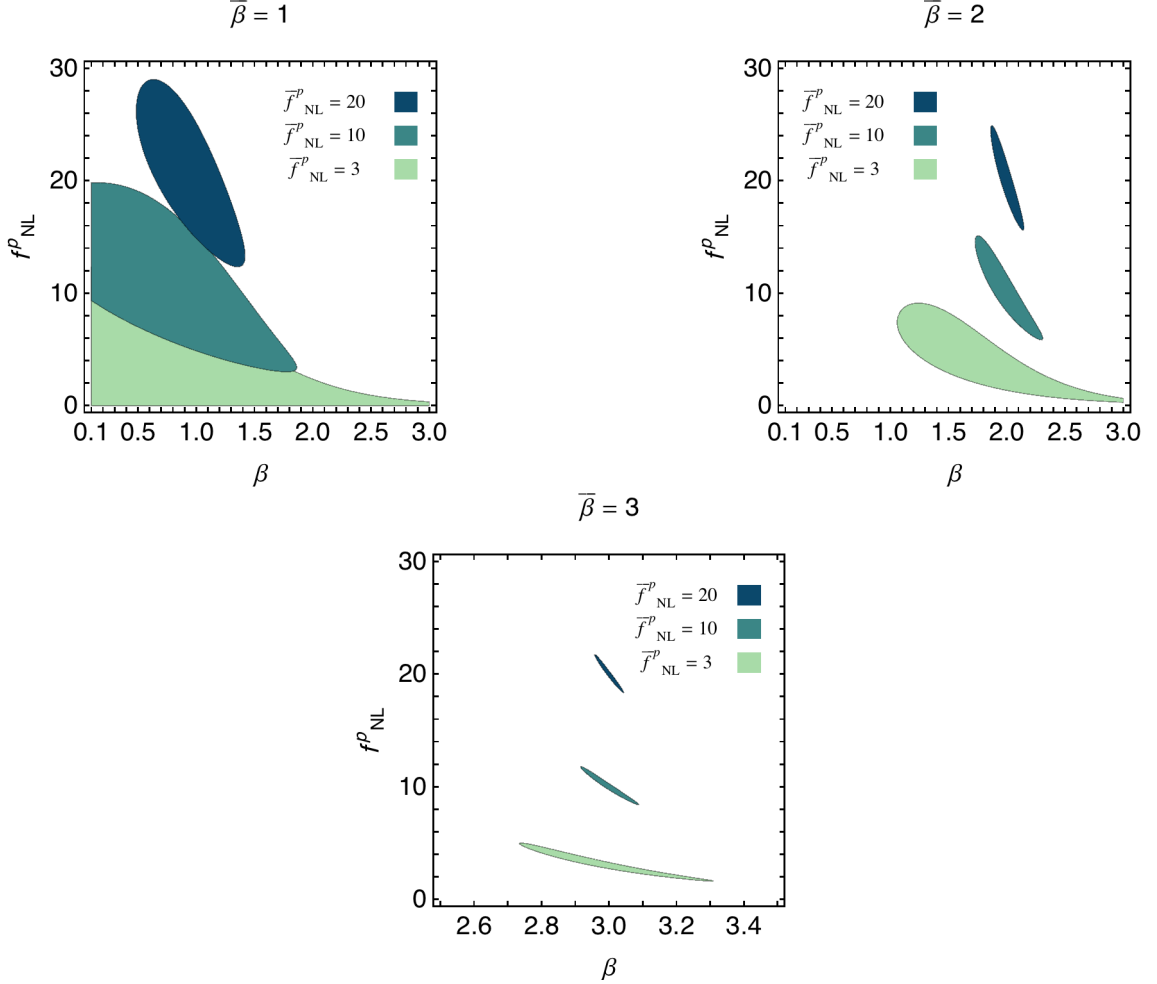 β̅ = 1
30
20
10
0
f^p_NL
f̅^p_NL = 20
f̅^p_NL = 10
f̅^p_NL = 3
0.1 0.5 1.0 1.5 2.0 2.5 3.0
β
β̅ = 2
30
20
10
0
f^p_NL
f̅^p_NL = 20
f̅^p_NL = 10
f̅^p_NL = 3
0.1 0.5 1.0 1.5 2.0 2.5 3.0
β
β̅ = 3
30
20
10
0
f^p_NL
f̅^p_NL = 20
f̅^p_NL = 10
f̅^p_NL = 3
2.6 2.8 3.0 3.2 3.4
β